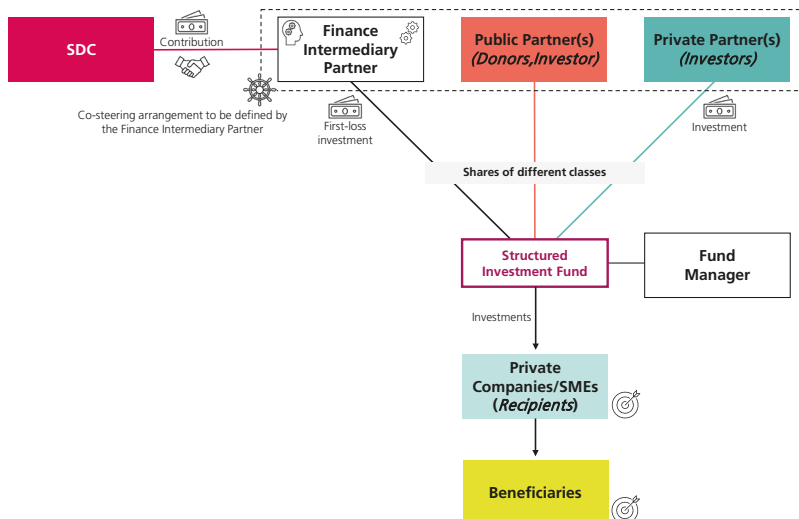 SDC
Contribution
Finance
Intermediary
Partner
Public Partner(s)
(Donors,Investor)
Private Partner(s)
(Investors)
Co-steering arrangement to be defined by
the Finance Intermediary Partner
First-loss
investment
Investment
Shares of different classes
Structured
Investment Fund
Fund
Manager
Investments
Private
Companies/SMEs
(Recipients)
Beneficiaries